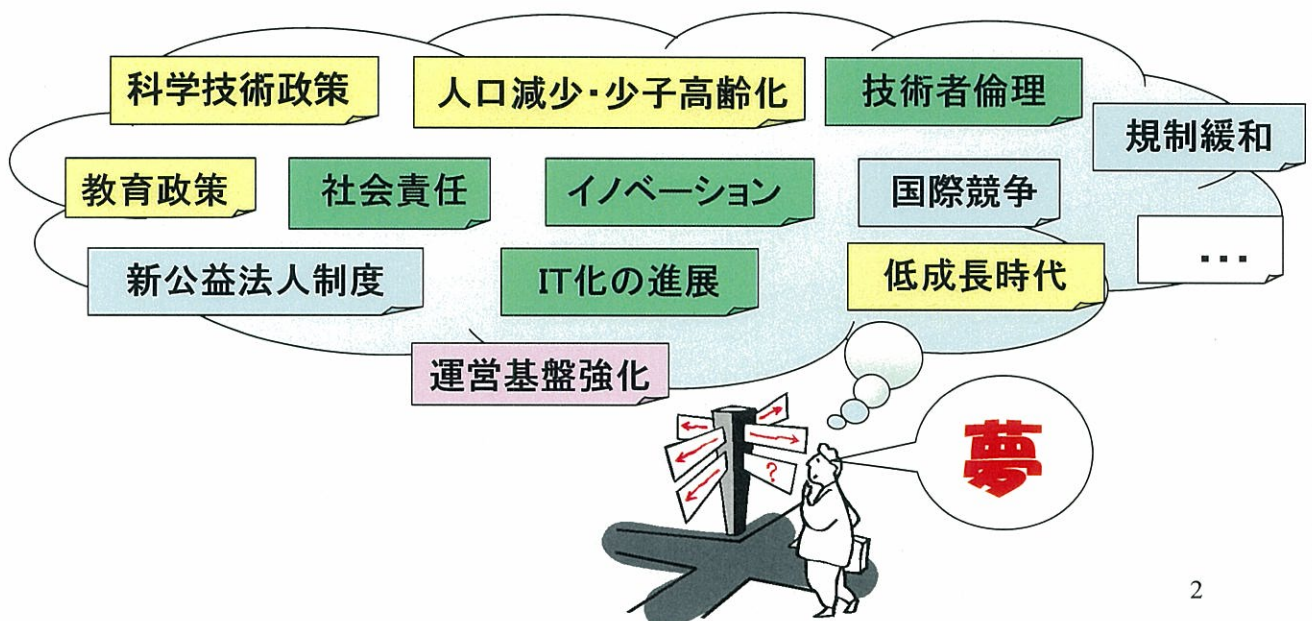 科学技術政策
人口減少・少子高齢化
技術者倫理
規制緩和
教育政策
社会責任
イノベーション
国際競争
...
新公益法人制度
IT化の進展
低成長時代
運営基盤強化
?
夢
2